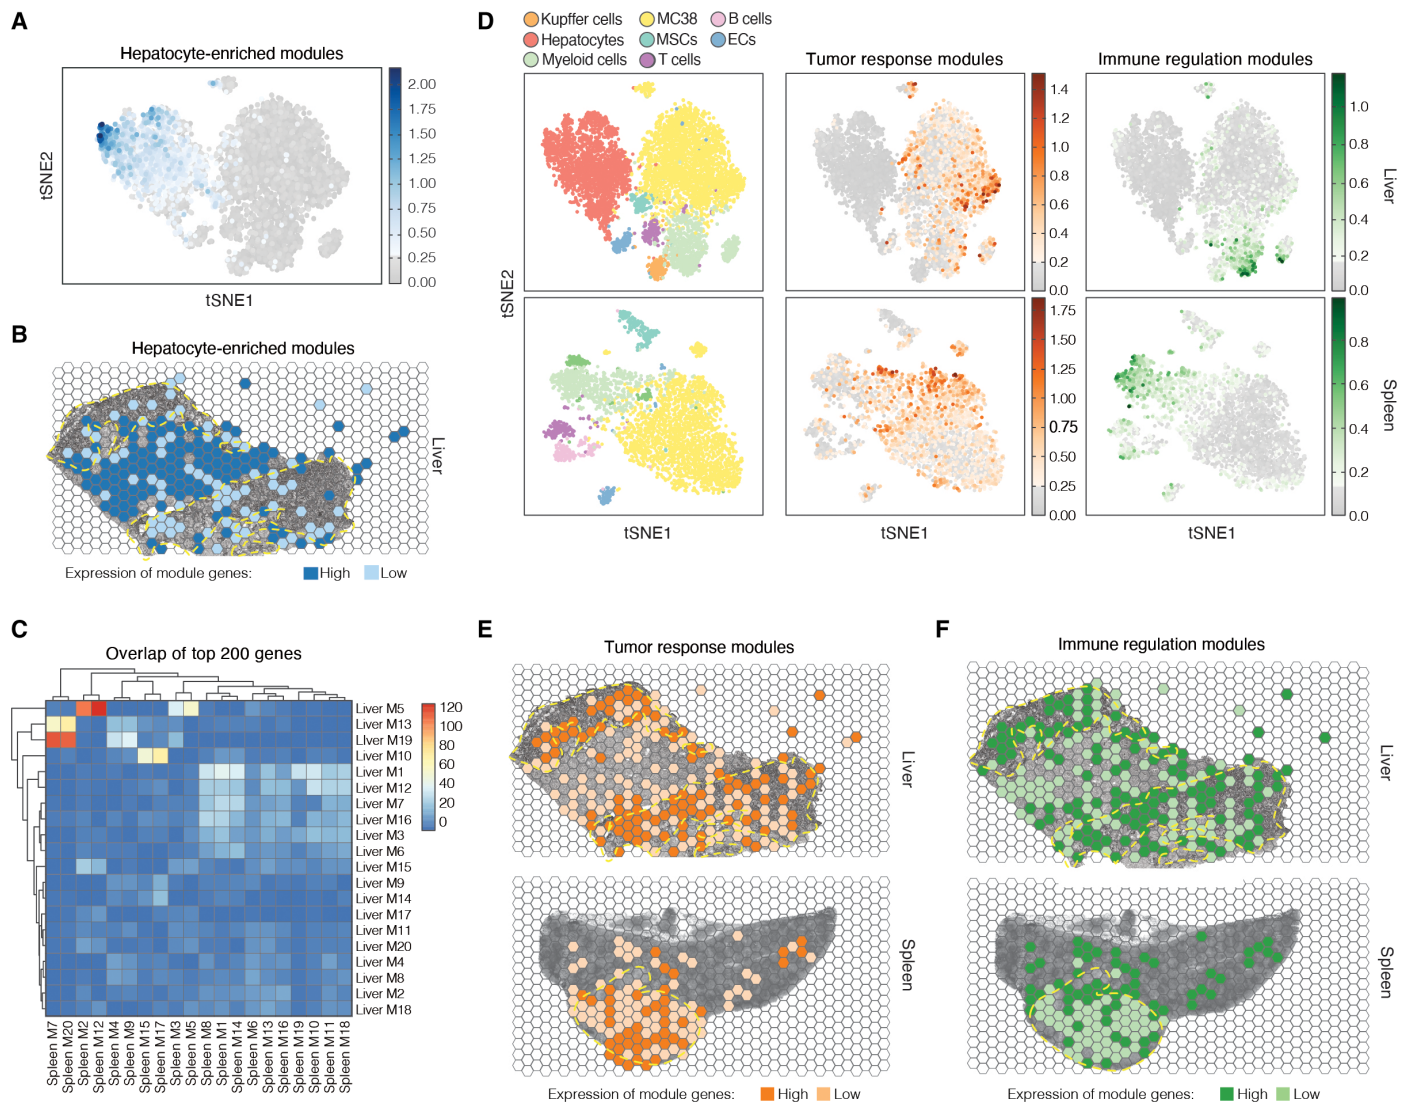 A
Hepatocyte-enriched modules
2.00
1.75
1.50
1.25
1.00
0.75
0.50
0.25
0.00
tSNE2
tSNE1
B
Hepatocyte-enriched modules
Liver
Expression of module genes: High Low
C
Overlap of top 200 genes
120
100
80
60
40
20
0
Liver M5
Liver M13
LIver M19
Liver M10
Liver M1
Liver M12
Liver M7
Liver M16
Liver M3
Liver M6
Liver M15
Liver M9
Liver M14
Liver M17
Liver M11
Liver M20
Liver M4
Liver M8
Liver M2
Liver M18
Spleen M7
Spleen M20
Spleen M2
Spleen M12
Spleen M4
Spleen M9
Spleen M15
Spleen M17
Spleen M3
Spleen M5
Spleen M8
Spleen M1
Spleen M14
Spleen M6
Spleen M13
Spleen M16
Spleen M19
Spleen M10
Spleen M11
Spleen M18
D
Kupffer cells MC38 B cells
Hepatocytes MSCs ECs
Myeloid cells T cells
Tumor response modules
Immune regulation modules
1.4
1.2
1.0
0.8
0.6
0.4
0.2
0.0
1.0
0.8
0.6
0.4
0.2
0.0
Liver
tSNE2
1.75
1.50
1.25
1.00
0.75
0.50
0.25
0.00
0.8
0.6
0.4
0.2
0.0
Spleen
tSNE1
tSNE1
tSNE1
E
Tumor response modules
Liver
Spleen
Expression of module genes: High Low
F
Immune regulation modules
Liver
Spleen
Expression of module genes: High Low